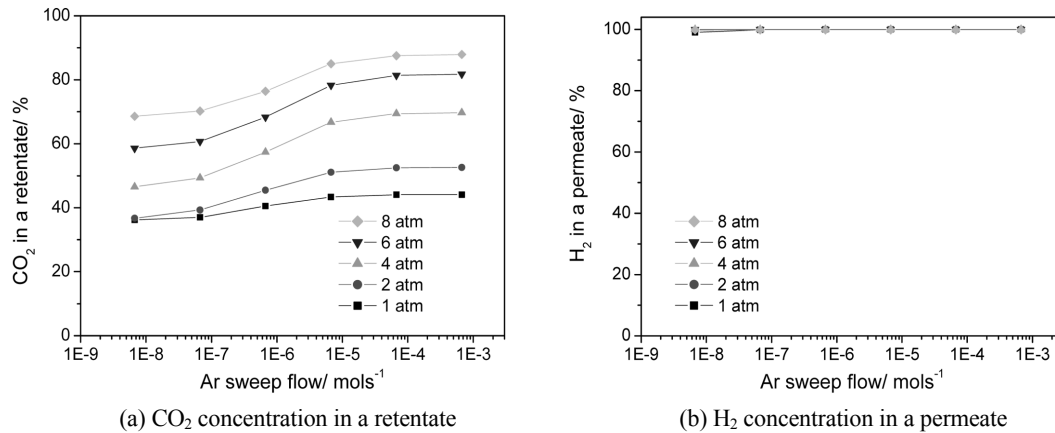 100
80
60
40
20
0
CO₂ in a retentate/ %
8 atm
6 atm
4 atm
2 atm
1 atm
1E-9 1E-8 1E-7 1E-6 1E-5 1E-4 1E-3
Ar sweep flow/ mols⁻¹
(a) CO₂ concentration in a retentate
100
80
60
40
20
0
H₂ in a permeate/ %
8 atm
6 atm
4 atm
2 atm
1 atm
1E-9 1E-8 1E-7 1E-6 1E-5 1E-4 1E-3
Ar sweep flow/ mols⁻¹
(b) H₂ concentration in a permeate